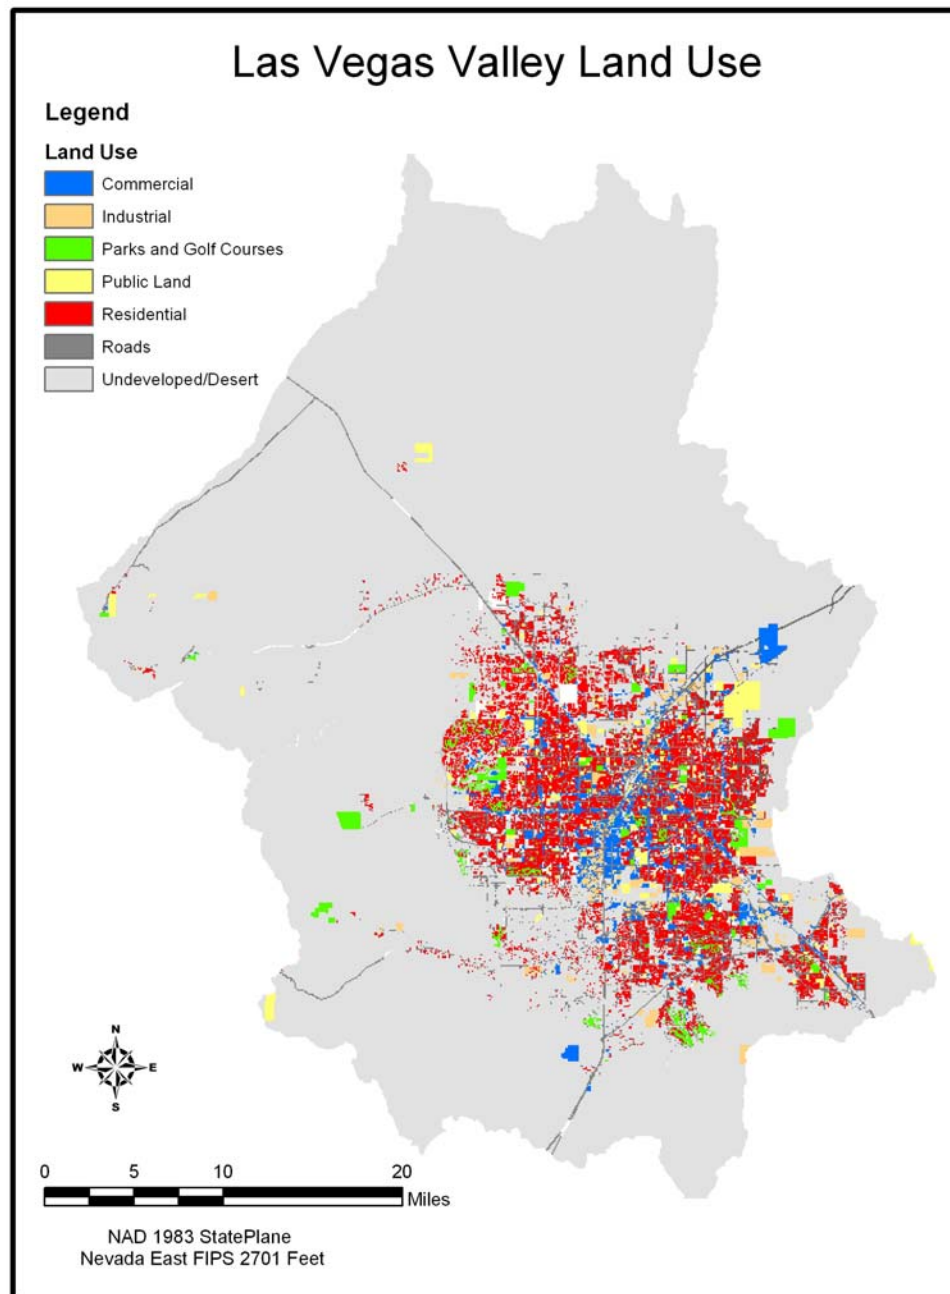 Las Vegas Valley Land Use
Legend
Land Use
Commercial
Industrial
Parks and Golf Courses
Public Land
Residential
Roads
Undeveloped/Desert
N
W E
S
0 5 10 20
Miles
NAD 1983 StatePlane
Nevada East FIPS 2701 Feet